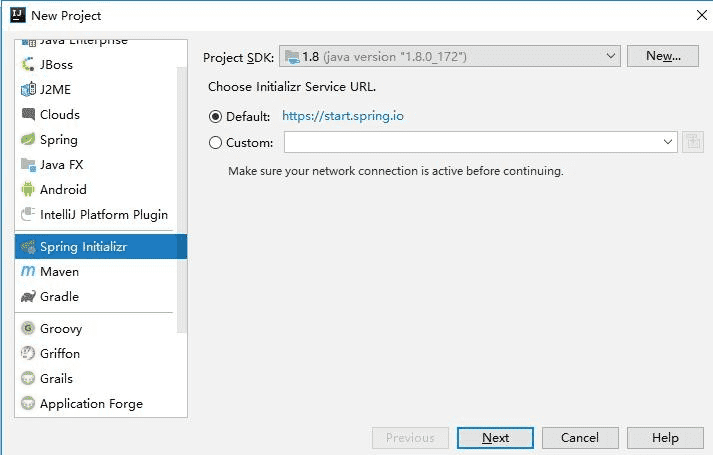 New Project
Java Enterprise
JBoss
J2ME
Clouds
Spring
Java FX
Android
IntelliJ Platform Plugin
Spring Initializr
Maven
Gradle
Groovy
Griffon
Grails
Application Forge
Project SDK: 1.8 (java version "1.8.0_172") New...
Choose Initializr Service URL.
Default: https://start.spring.io
Custom:
Make sure your network connection is active before continuing.
Previous Next Cancel Help